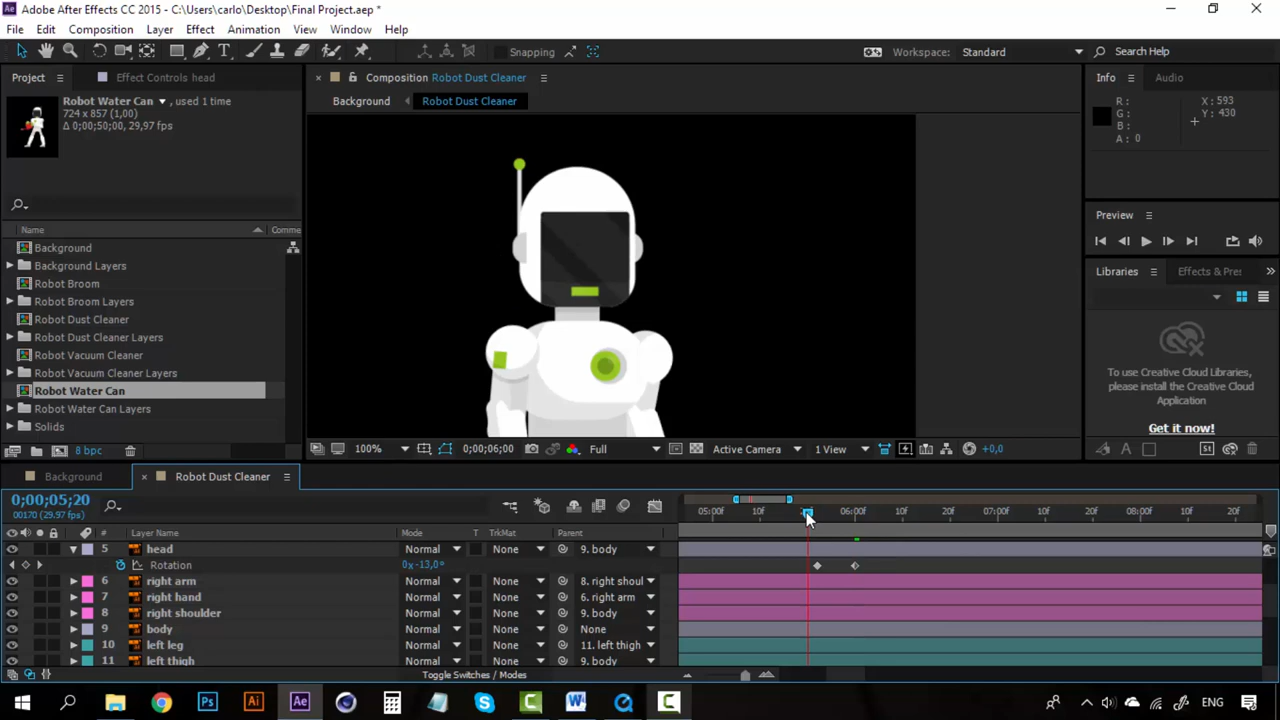 Adobe After Effects CC 2015 - C:\Users\carlo\Desktop\Final Project.aep *
File Edit Composition Layer Effect Animation View Window Help
Snapping Workspace: Standard Search Help
Project Effect Controls head Composition Robot Dust Cleaner Info Audio
Robot Water Can , used 1 time
724 x 857 (1,00)
Δ 0;00;50;00, 29,97 fps
Background Robot Dust Cleaner
R : X : 593
G : Y : 430
B :
A : 0
Preview
Name Comme
Background
Background Layers
Robot Broom
Robot Broom Layers
Robot Dust Cleaner
Robot Dust Cleaner Layers
Robot Vacuum Cleaner
Robot Vacuum Cleaner Layers
Robot Water Can
Robot Water Can Layers
Solids
Libraries Effects & Pres
To use Creative Cloud Libraries,
please install the Creative Cloud
Application
Get it now!
8 bpc 100% 0;00;06;00 Full Active Camera 1 View +0,0
Background Robot Dust Cleaner
0;00;05;20
00170 (29.97 fps)
05:00f 10f 06:00f 10f 20f 07:00f 10f 20f 08:00f 10f 20f
Layer Name Mode T TrkMat Parent
5 head Normal None 9. body
Rotation 0x-13,0°
6 right arm Normal None 8. right shoul
7 right hand Normal None 6. right arm
8 right shoulder Normal None 9. body
9 body Normal None None
10 left leg Normal None 11. left thigh
11 left thigh Normal None 9. body
Toggle Switches / Modes
Ps Ai Ae ENG